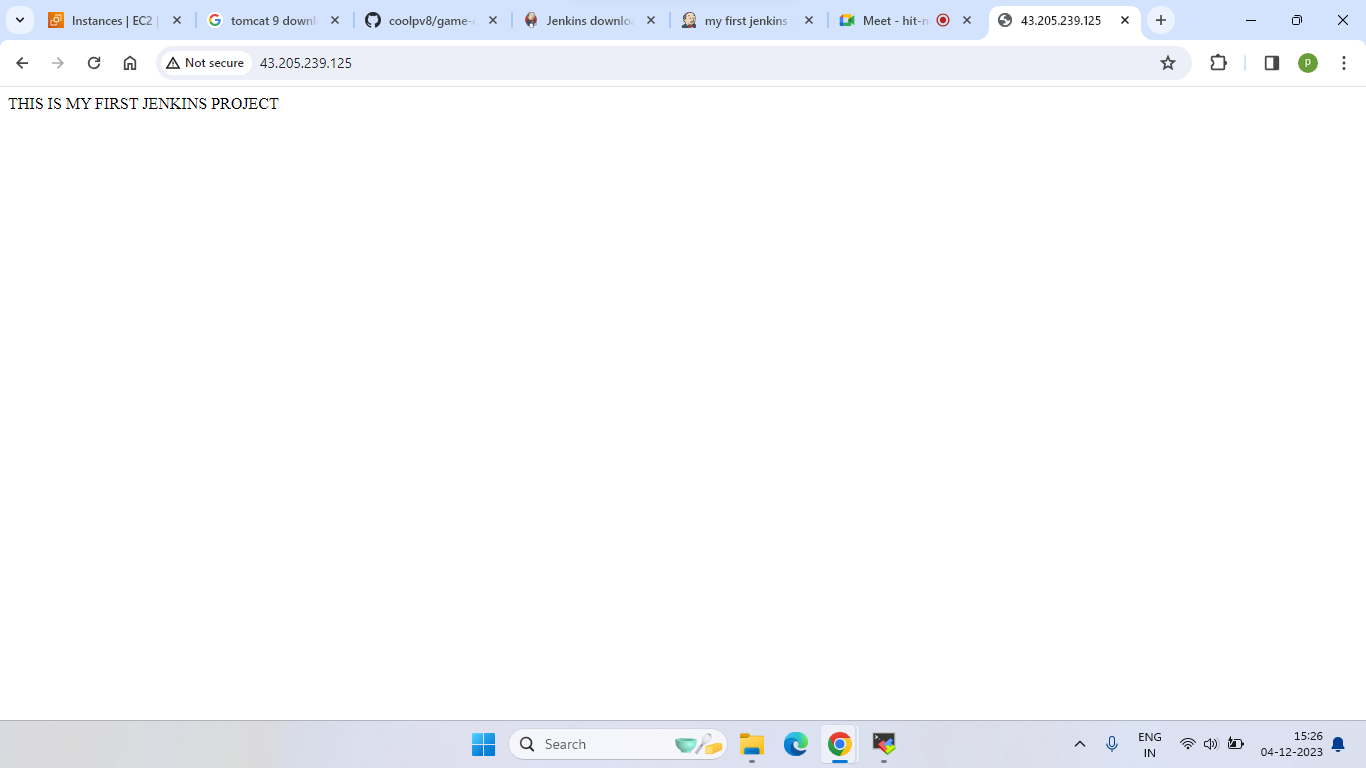 Instances | EC2
tomcat 9 downl
coolpv8/game-
Jenkins downlo
my first jenkins
Meet - hit-n
43.205.239.125
Not secure
43.205.239.125
p
THIS IS MY FIRST JENKINS PROJECT
Search
ENG
IN
15:26
04-12-2023